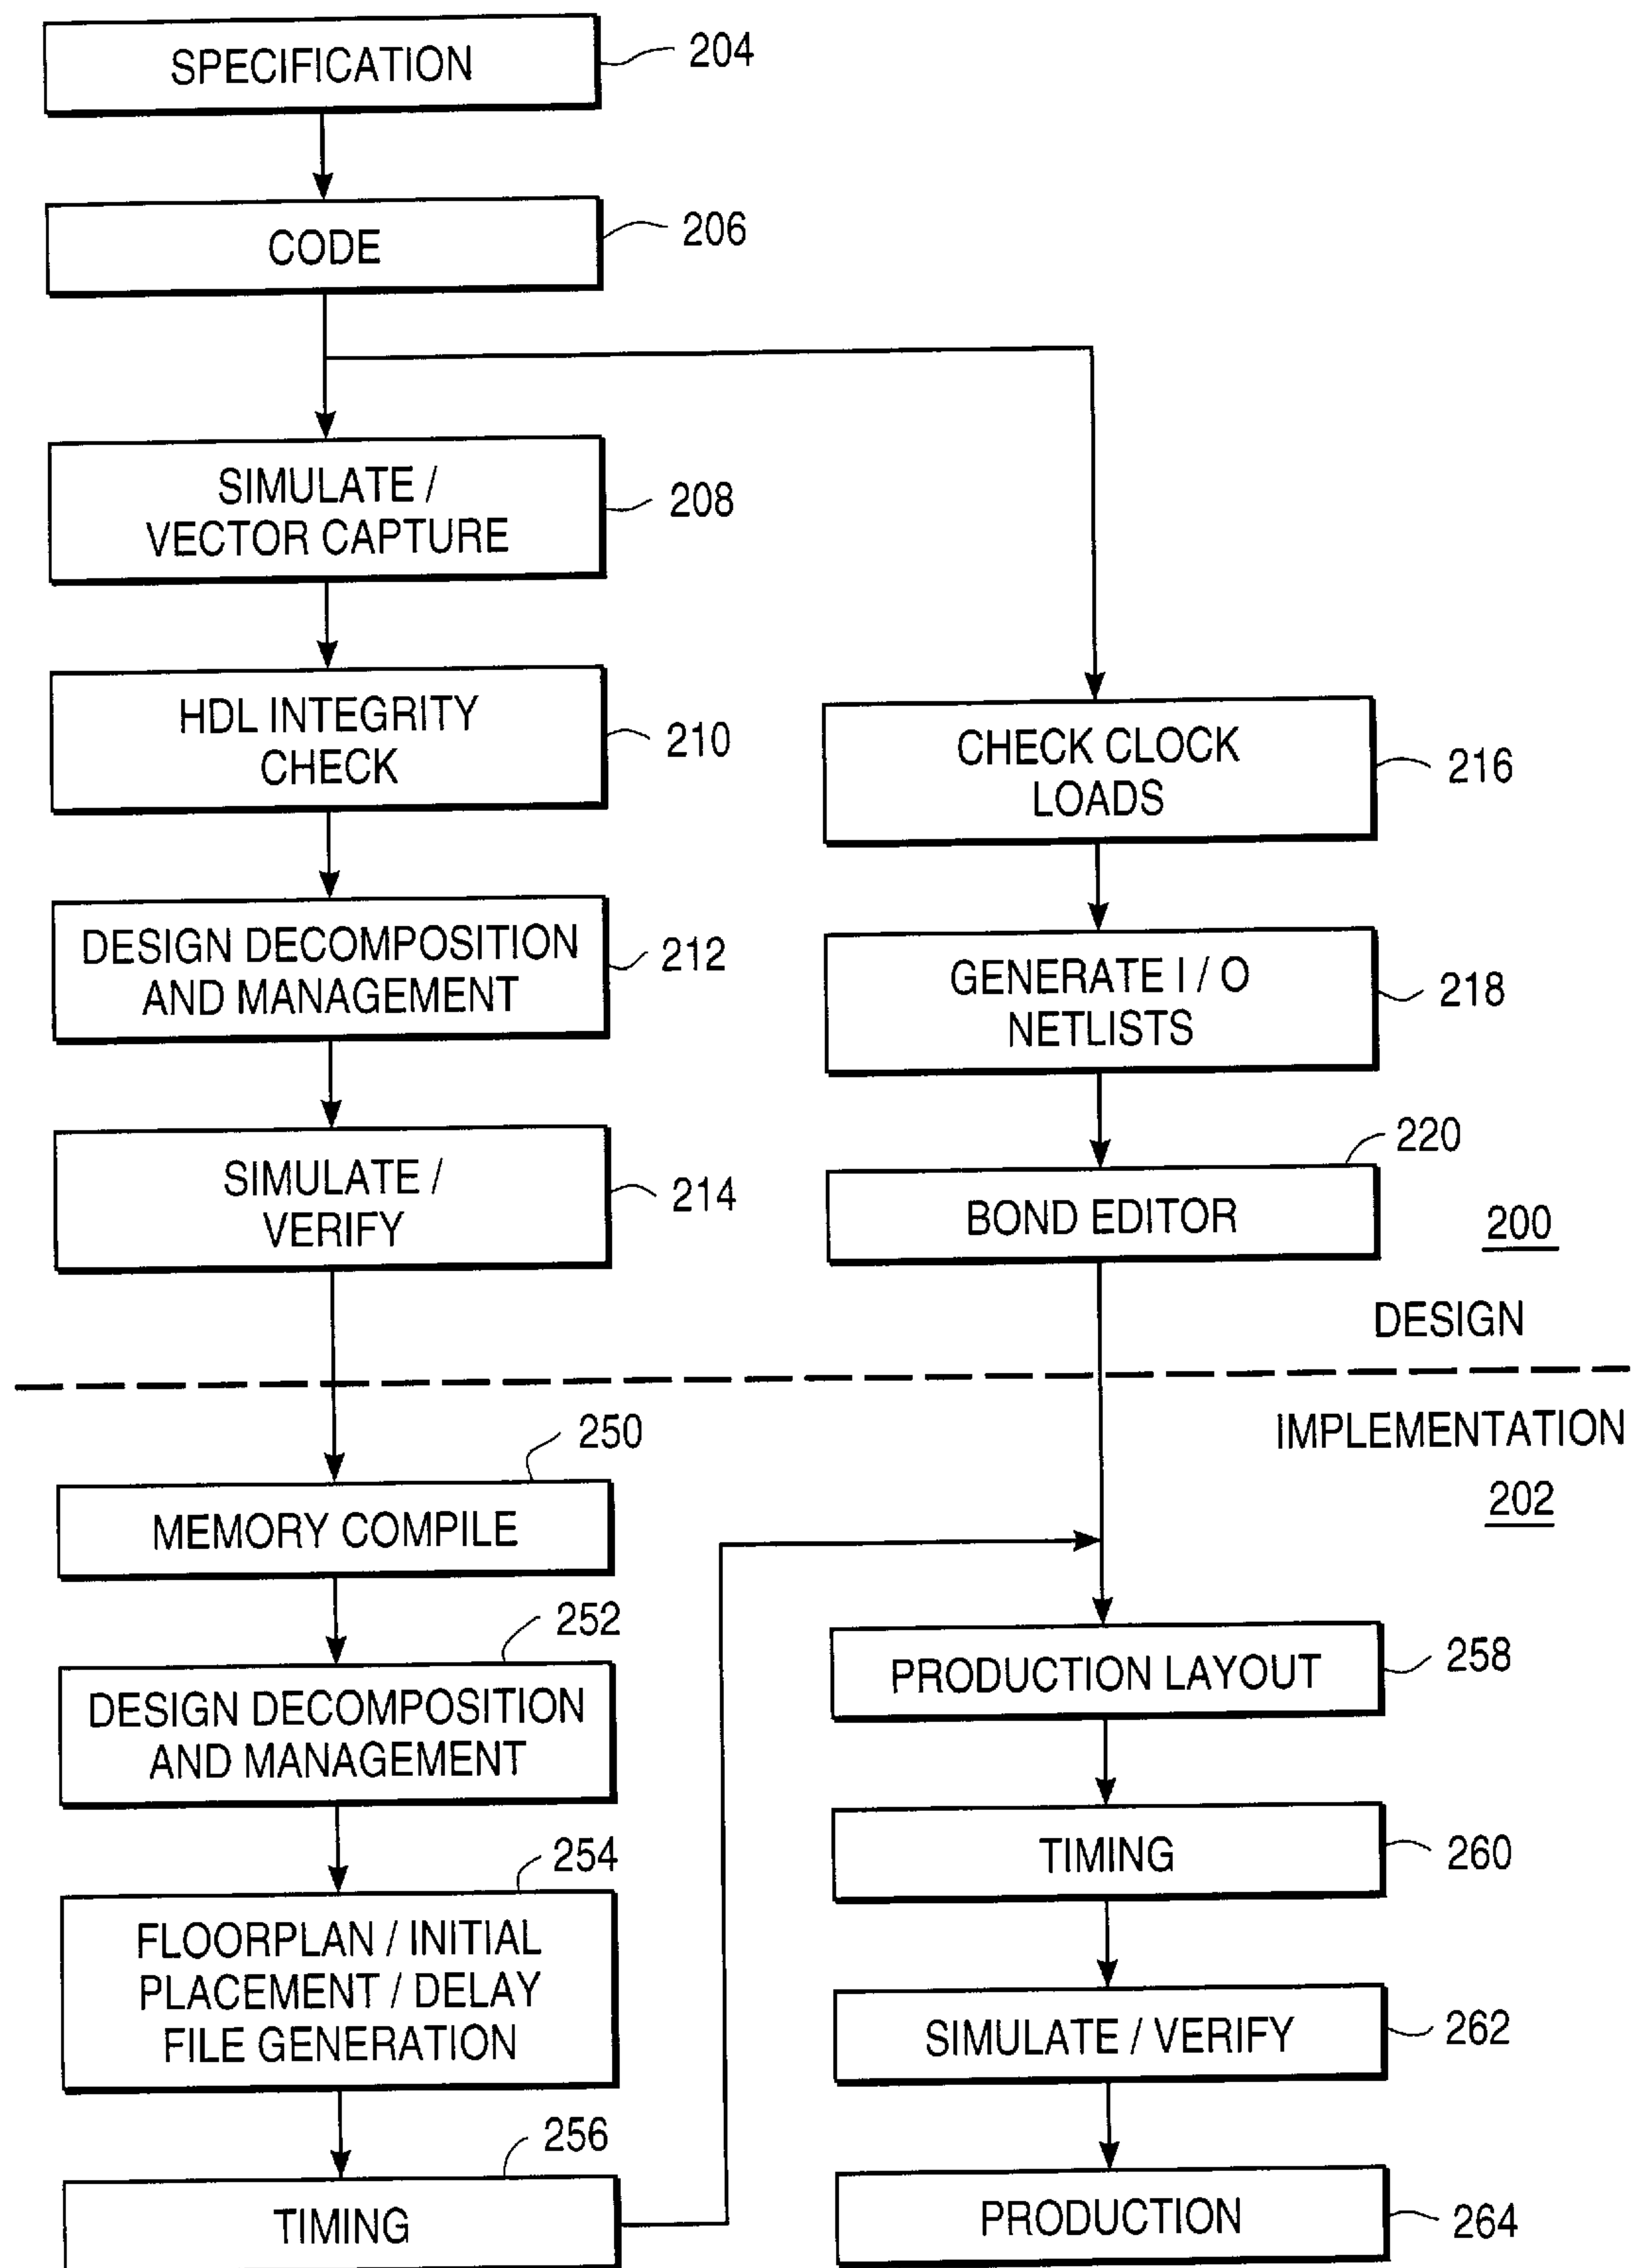 SPECIFICATION
204
CODE
206
SIMULATE /
VECTOR CAPTURE
208
HDL INTEGRITY
CHECK
210
DESIGN DECOMPOSITION
AND MANAGEMENT
212
SIMULATE /
VERIFY
214
CHECK CLOCK
LOADS
216
GENERATE I / O
NETLISTS
218
BOND EDITOR
220
200
DESIGN
IMPLEMENTATION
202
MEMORY COMPILE
250
DESIGN DECOMPOSITION
AND MANAGEMENT
252
FLOORPLAN / INITIAL
PLACEMENT / DELAY
FILE GENERATION
254
TIMING
256
PRODUCTION LAYOUT
258
TIMING
260
SIMULATE / VERIFY
262
PRODUCTION
264